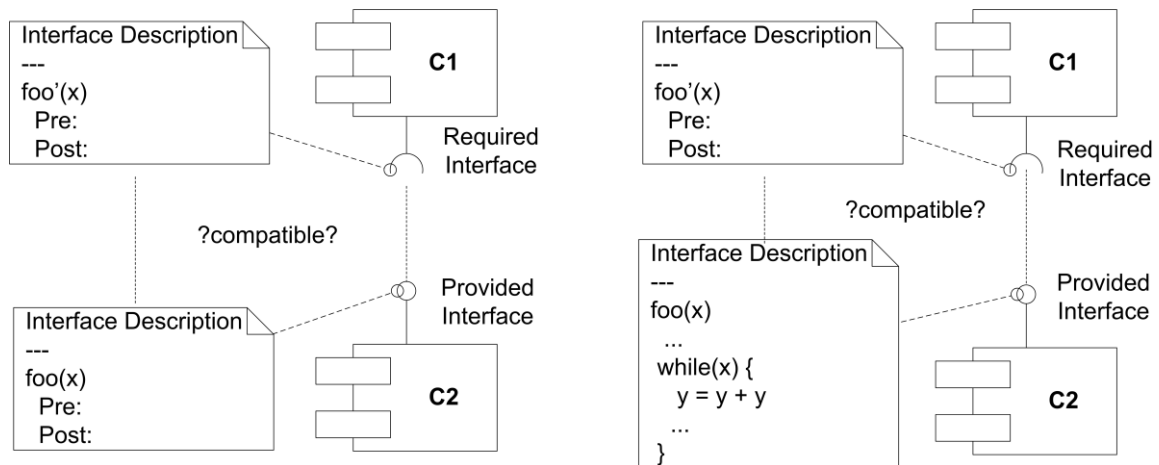 Interface Description
---
foo’(x)
Pre:
Post:
C1
Required
Interface
?compatible?
Provided
Interface
Interface Description
---
foo(x)
Pre:
Post:
C2
Interface Description
---
foo’(x)
Pre:
Post:
C1
Required
Interface
?compatible?
Interface Description
---
foo(x)
...
while(x) {
y = y + y
...
}
Provided
Interface
C2